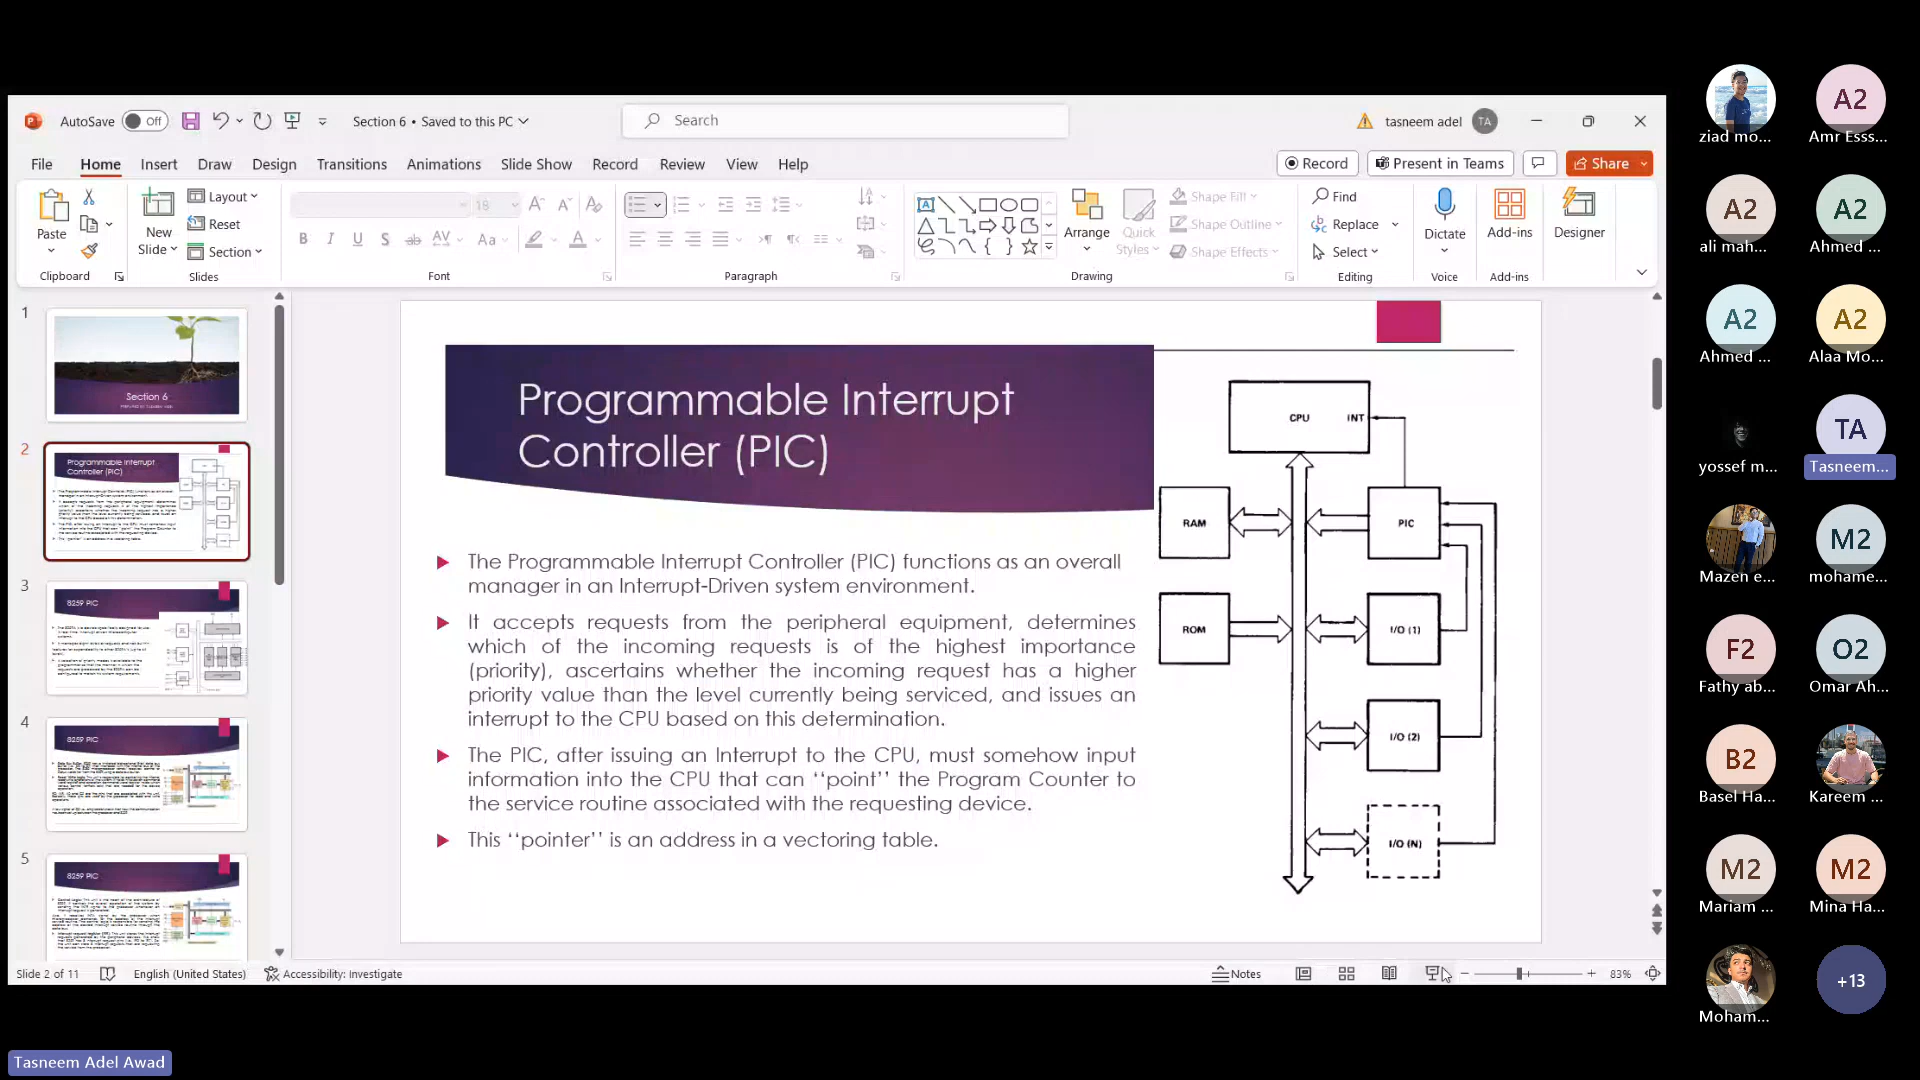 AutoSave Off Section 6 • Saved to this PC Search tasneem adel TA
File Home Insert Draw Design Transitions Animations Slide Show Record Review View Help Record Present in Teams Share
Paste
Clipboard
New
Slide
Layout
Reset
Section
Slides
18
Font
Paragraph
Arrange
Quick
Styles
Shape Fill
Shape Outline
Shape Effects
Drawing
Find
Replace
Select
Editing
Dictate
Voice
Add-ins
Add-ins
Designer
1
Section 6
2
Programmable Interrupt
Controller (PIC)
3
8259 PIC
4
8259 PIC
5
8259 PIC
Programmable Interrupt
Controller (PIC)
The Programmable Interrupt Controller (PIC) functions as an overall
manager in an Interrupt-Driven system environment.
It accepts requests from the peripheral equipment, determines
which of the incoming requests is of the highest importance
(priority), ascertains whether the incoming request has a higher
priority value than the level currently being serviced, and issues an
interrupt to the CPU based on this determination.
The PIC, after issuing an Interrupt to the CPU, must somehow input
information into the CPU that can ‘‘point’’ the Program Counter to
the service routine associated with the requesting device.
This ‘‘pointer’’ is an address in a vectoring table.
CPU INT
RAM
PIC
ROM
I/O (1)
I/O (2)
I/O (N)
Slide 2 of 11 English (United States) Accessibility: Investigate Notes 83%
ziad mo...
A2
Amr Esss...
A2
ali mah...
A2
Ahmed ...
A2
Ahmed ...
A2
Alaa Mo...
yossef m...
TA
Tasneem...
Mazen e...
M2
mohame...
F2
Fathy ab...
O2
Omar Ah...
B2
Basel Ha...
Kareem ...
M2
Mariam ...
M2
Mina Ha...
Moham...
+13
Tasneem Adel Awad